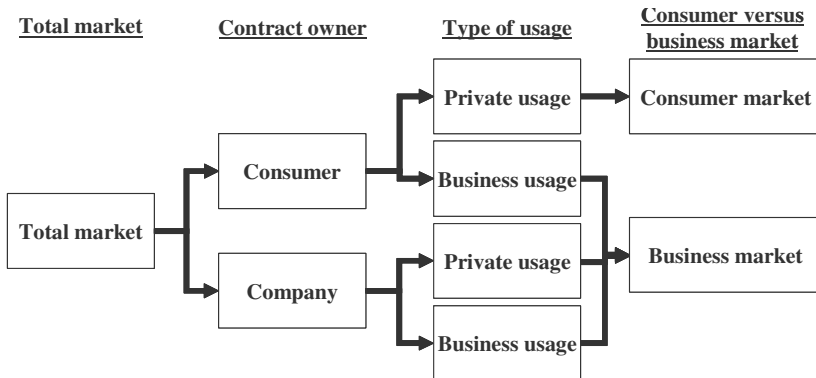 Total market
Contract owner
Type of usage
Consumer versus
business market
Private usage
Consumer market
Consumer
Business usage
Total market
Private usage
Business market
Company
Business usage